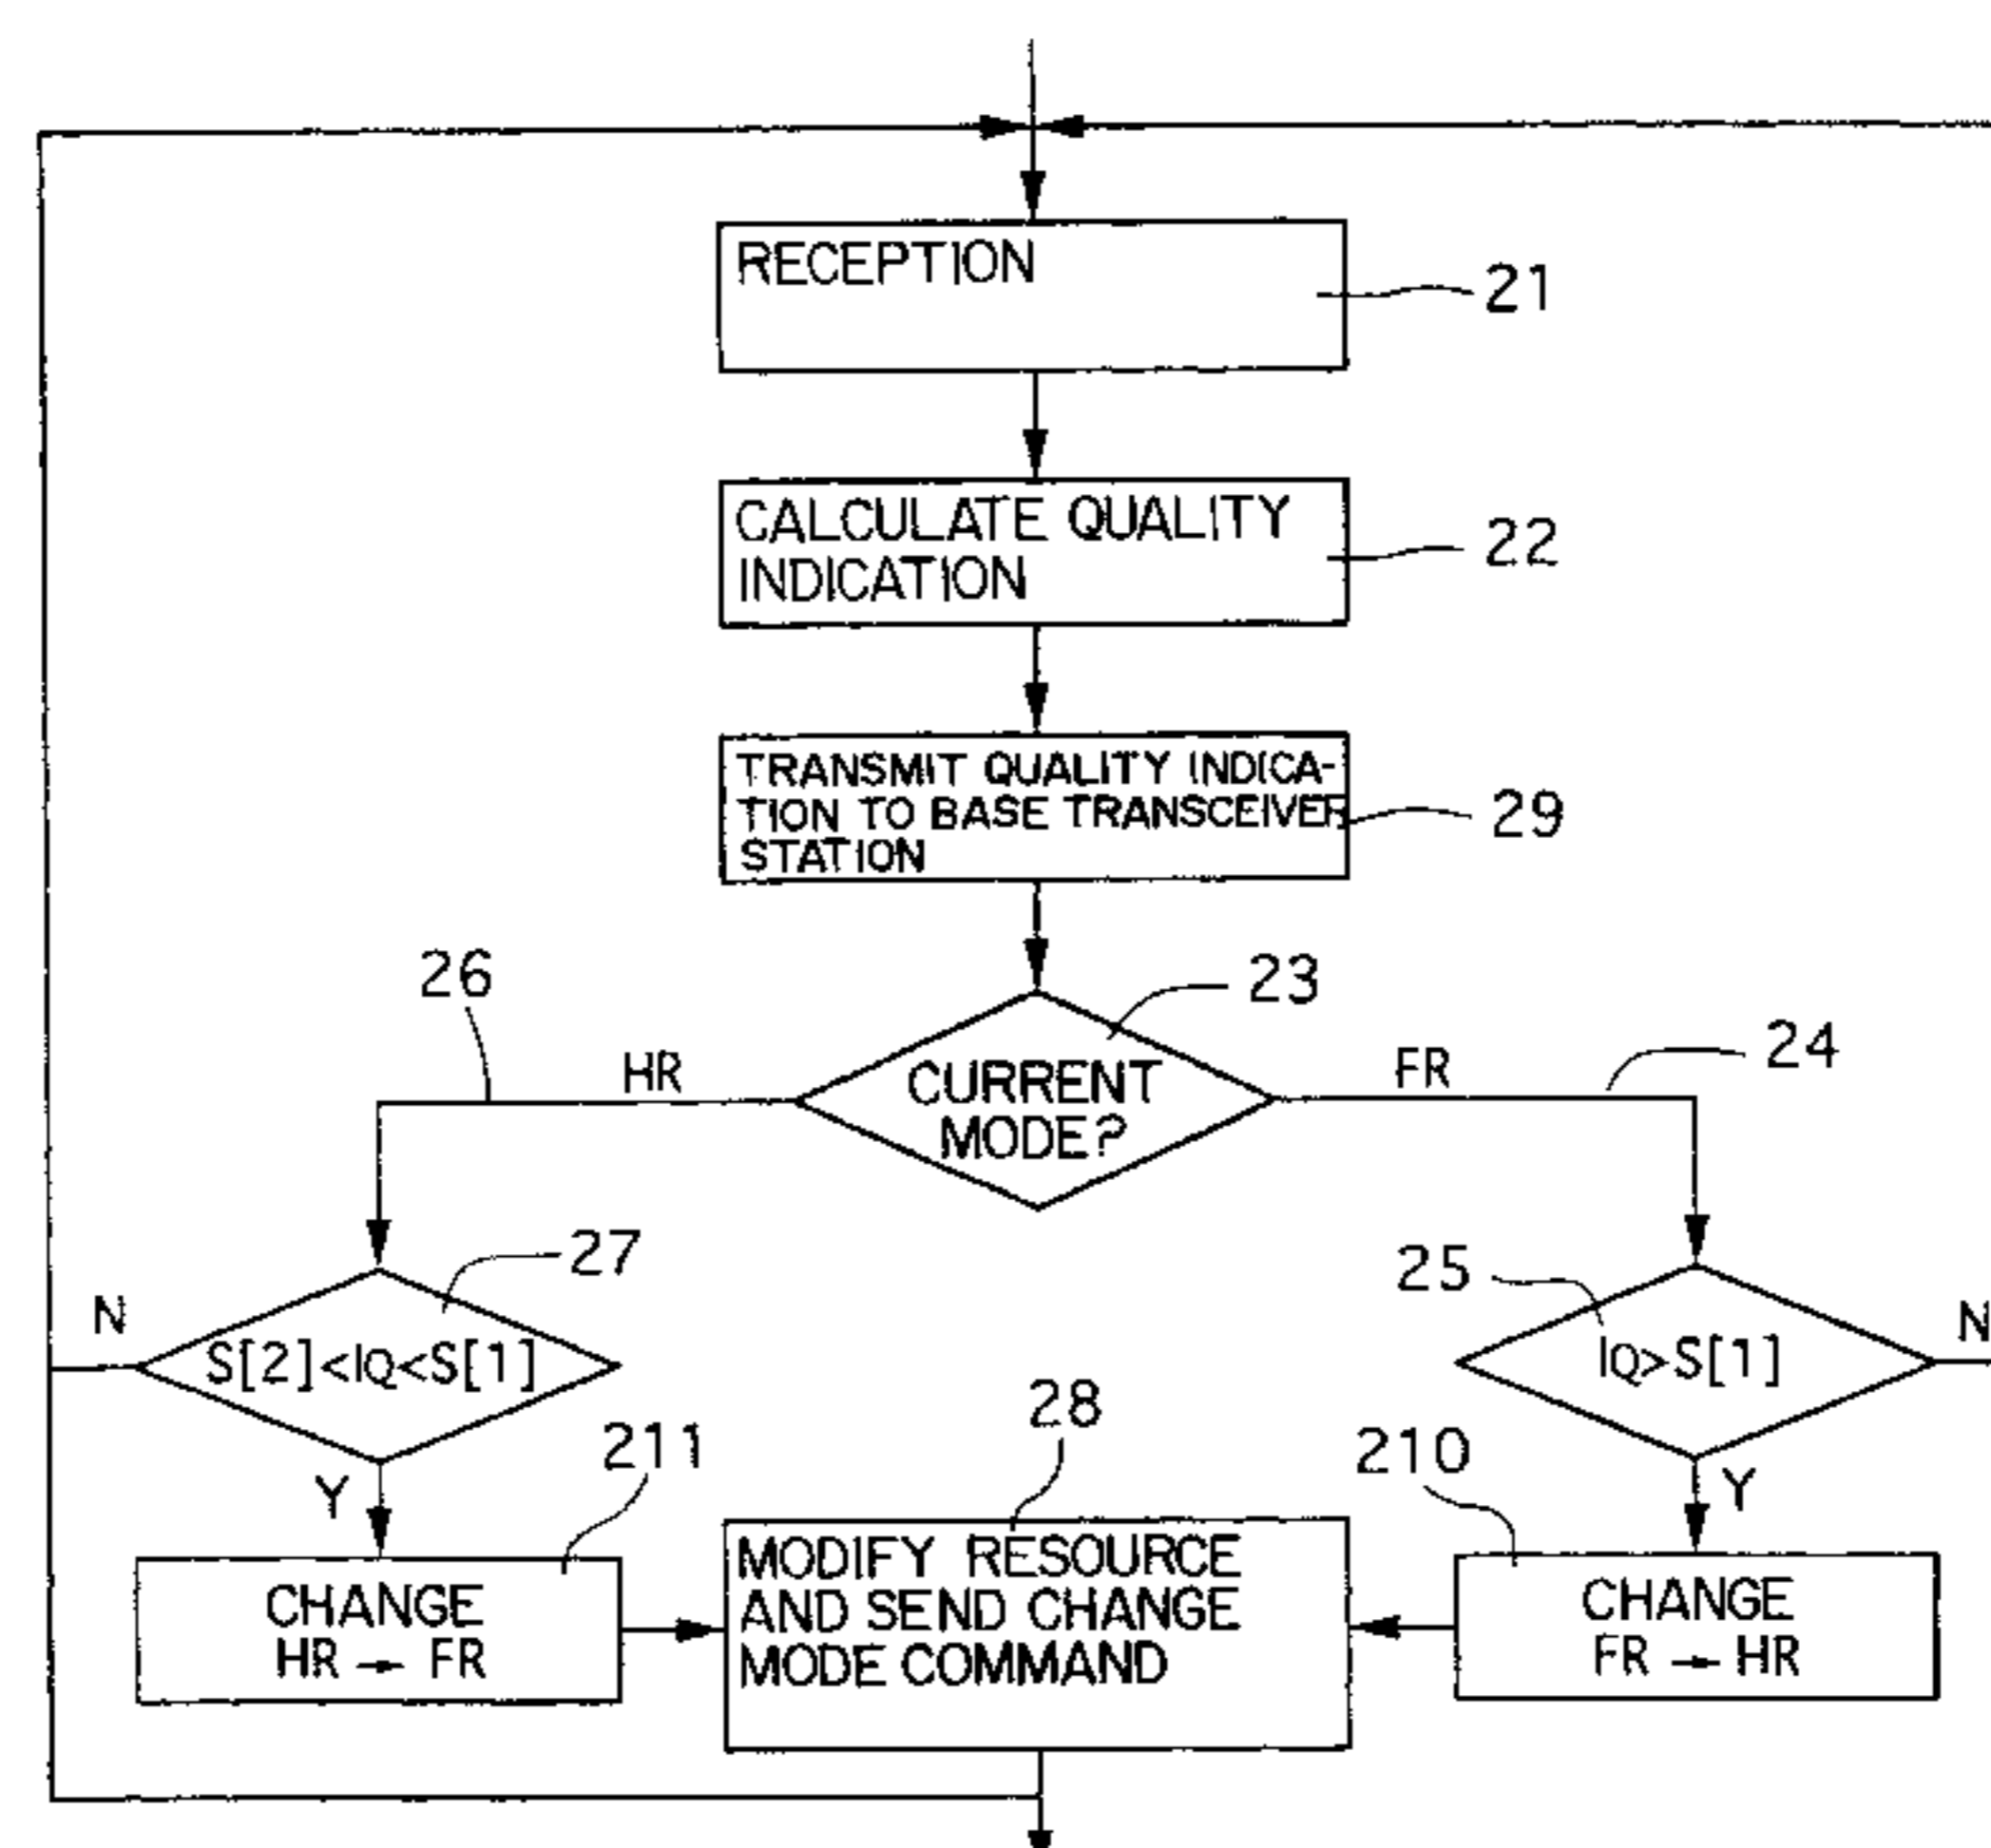 RECEPTION
21
CALCULATE QUALITY
INDICATION
22
TRANSMIT QUALITY INDICA-
TION TO BASE TRANSCEIVER
STATION
29
26
23
24
HR
FR
CURRENT
MODE?
27
25
N
S[2]<IQ<S[1]
IQ>S[1]
N
28
211
210
Y
Y
MODIFY RESOURCE
AND SEND CHANGE
MODE COMMAND
CHANGE
HR → FR
CHANGE
FR → HR